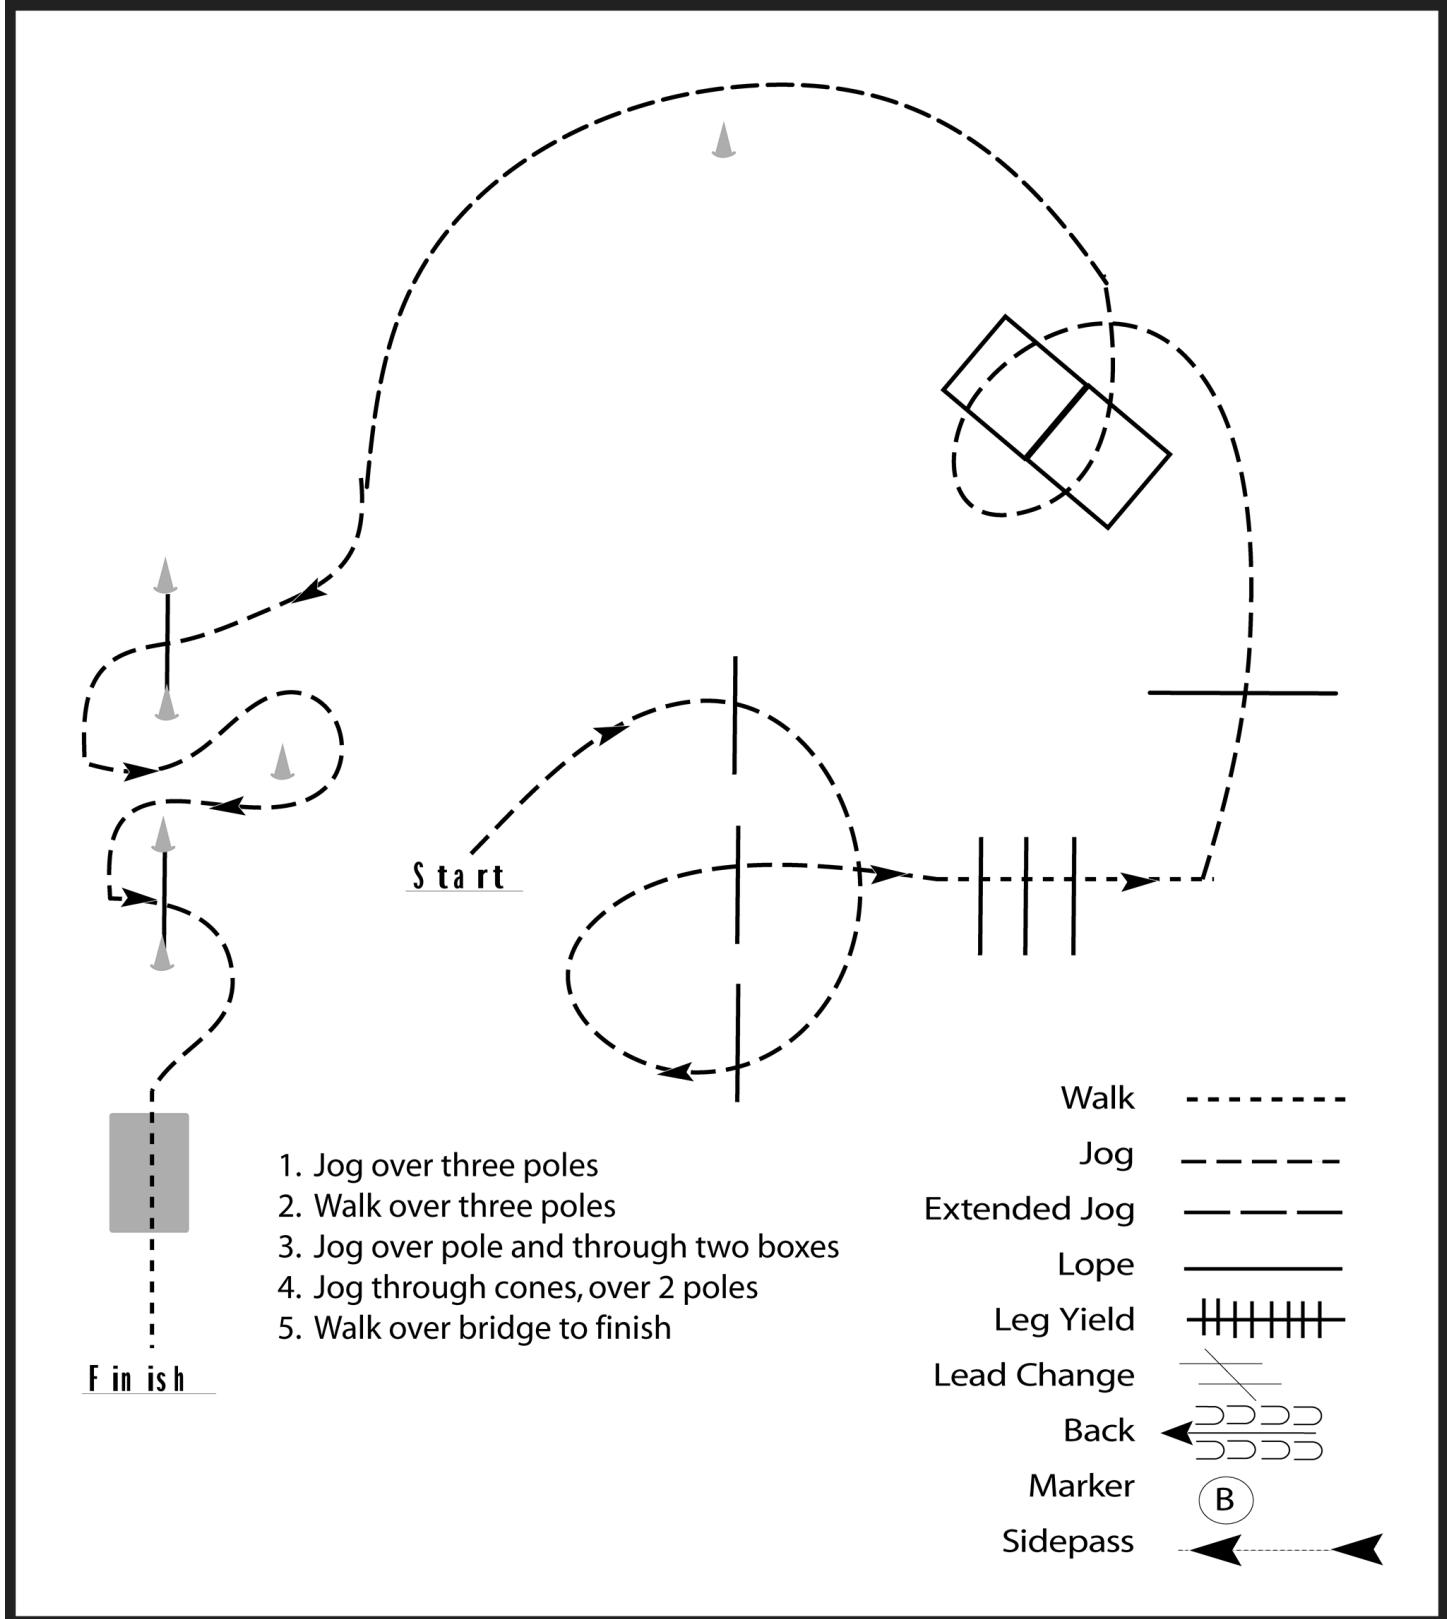 Start
Walk
Jog
1. Jog over three poles
2. Walk over three poles
Extended Jog
3. Jog over pole and through two boxes
Lope
4. Jog through cones, over 2 poles
5. Walk over bridge to finish
Leg Yield
Finish
Lead Change
Back
Marker B
Sidepass